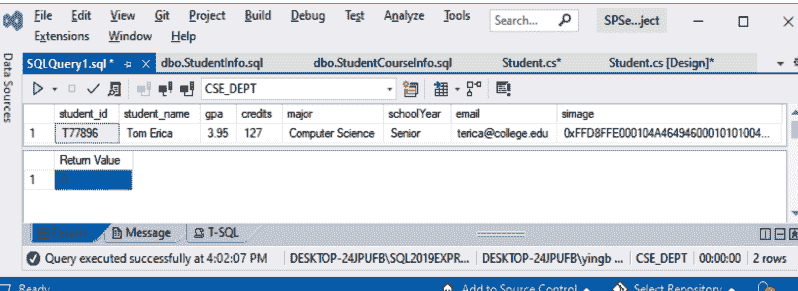 File Edit View Git Project Build Debug Test Analyze Tools Search... SPSe...ject
Extensions Window Help
Data Sources
SQLQuery1.sql* dbo.StudentInfo.sql dbo.StudentCourseInfo.sql Student.cs* Student.cs [Design]*
CSE_DEPT
student_id student_name gpa credits major schoolYear email simage
1 T77896 Tom Erica 3.95 127 Computer Science Senior terica@college.edu 0xFFD8FFE000104A46494600010101004...
Return Value
1
Message T-SQL
Query executed successfully at 4:02:07 PM DESKTOP-24JPUFB\SQL2019EXPR... DESKTOP-24JPUFB\yingb ... CSE_DEPT 00:00:00 2 rows
Ready Add to Source Control Select Repository